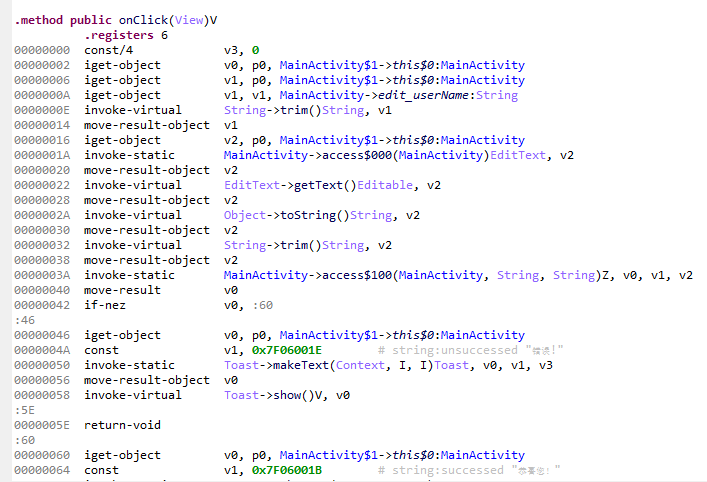 .method public onClick(View)V
.registers 6
00000000 const/4 v3, 0
00000002 iget-object v0, p0, MainActivity$1->this$0:MainActivity
00000006 iget-object v1, p0, MainActivity$1->this$0:MainActivity
0000000A iget-object v1, v1, MainActivity->edit_userName:String
0000000E invoke-virtual String->trim()String, v1
00000014 move-result-object v1
00000016 iget-object v2, p0, MainActivity$1->this$0:MainActivity
0000001A invoke-static MainActivity->access$000(MainActivity)EditText, v2
00000020 move-result-object v2
00000022 invoke-virtual EditText->getText()Editable, v2
00000028 move-result-object v2
0000002A invoke-virtual Object->toString()String, v2
00000030 move-result-object v2
00000032 invoke-virtual String->trim()String, v2
00000038 move-result-object v2
0000003A invoke-static MainActivity->access$100(MainActivity, String, String)Z, v0, v1, v2
00000040 move-result v0
00000042 if-nez v0, :60
:46
00000046 iget-object v0, p0, MainActivity$1->this$0:MainActivity
0000004A const v1, 0x7F06001E # string:unsuccessed "错误!"
00000050 invoke-static Toast->makeText(Context, I, I)Toast, v0, v1, v3
00000056 move-result-object v0
00000058 invoke-virtual Toast->show()V, v0
:5E
0000005E return-void
:60
00000060 iget-object v0, p0, MainActivity$1->this$0:MainActivity
00000064 const v1, 0x7F06001B # string:successed "恭喜您!"